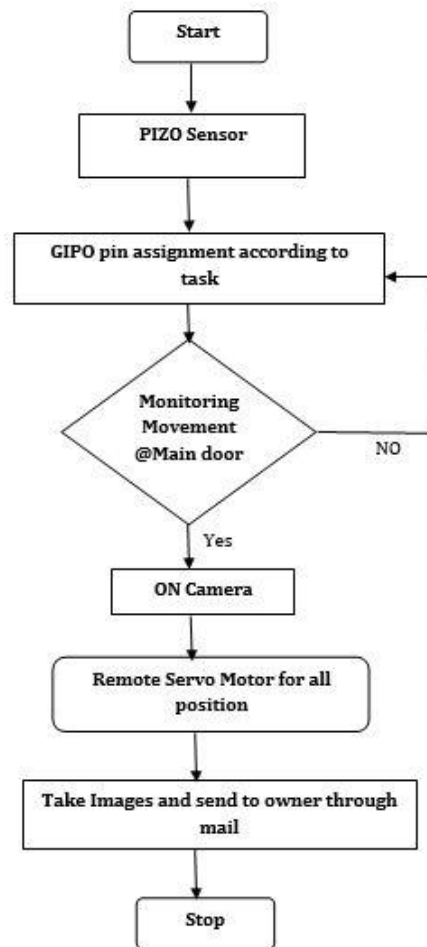 Start
PIZO Sensor
GIPO pin assignment according to
task
Monitoring
Movement
@Main door
NO
Yes
ON Camera
Remote Servo Motor for all
position
Take Images and send to owner through
mail
Stop